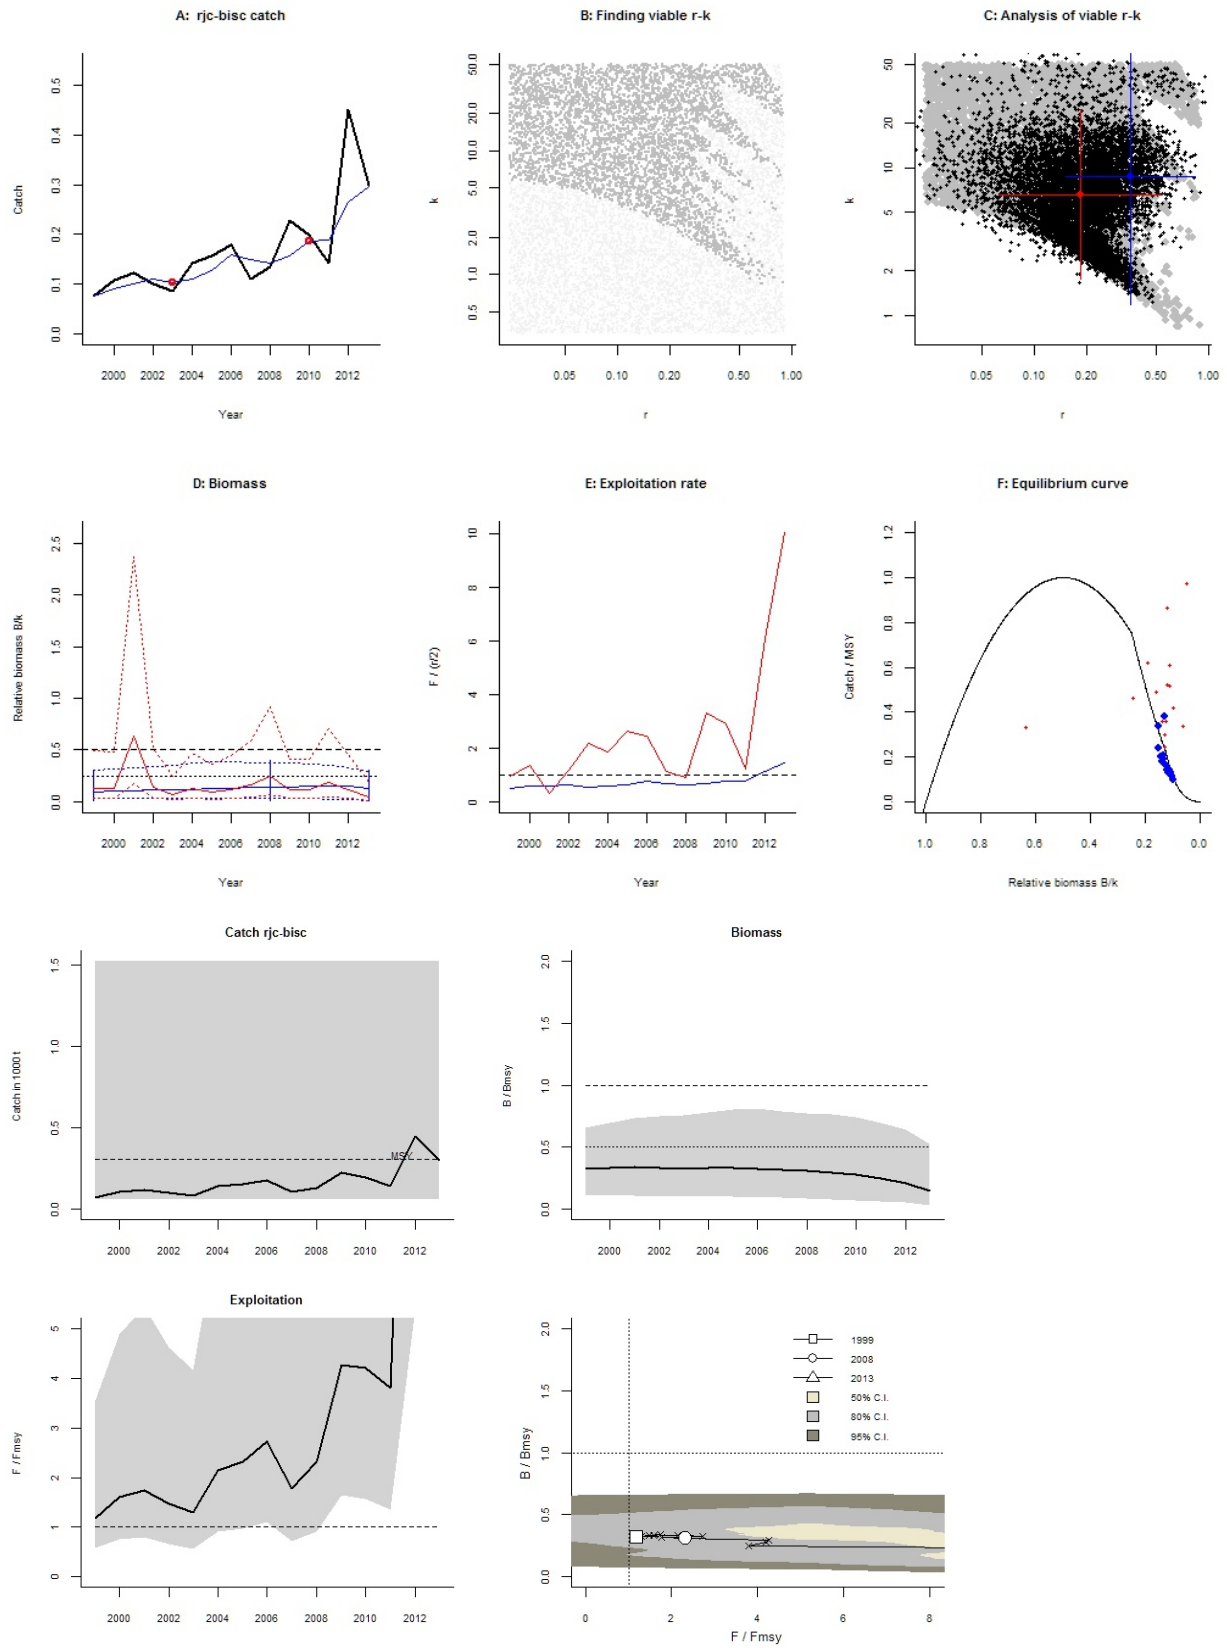 A: rjc-bisc catch
B: Finding viable r-k
C: Analysis of viable r-k
Catch
0.0 0.1 0.2 0.3 0.4 0.5
2000 2002 2004 2006 2008 2010 2012
Year
k
0.5 1.0 2.0 5.0 10.0 20.0 50.0
0.05 0.10 0.20 0.50 1.00
r
k
1 2 5 10 20 50
0.05 0.10 0.20 0.50 1.00
r
D: Biomass
E: Exploitation rate
F: Equilibrium curve
Relative biomass B/k
0.0 0.5 1.0 1.5 2.0 2.5
2000 2002 2004 2006 2008 2010 2012
Year
F / (r/2)
0 2 4 6 8 10
2000 2002 2004 2006 2008 2010 2012
Year
Catch / MSY
0.0 0.2 0.4 0.6 0.8 1.0 1.2
1.0 0.8 0.6 0.4 0.2 0.0
Relative biomass B/k
Catch rjc-bisc
Biomass
Catch in 1000 t
0.0 0.5 1.0 1.5
MSY
2000 2002 2004 2006 2008 2010 2012
B / Bmsy
0.0 0.5 1.0 1.5 2.0
2000 2002 2004 2006 2008 2010 2012
Exploitation
F / Fmsy
0 1 2 3 4 5
2000 2002 2004 2006 2008 2010 2012
B / Bmsy
0.0 0.5 1.0 1.5 2.0
1999
2008
2013
50% C.I.
80% C.I.
95% C.I.
0 2 4 6 8
F / Fmsy